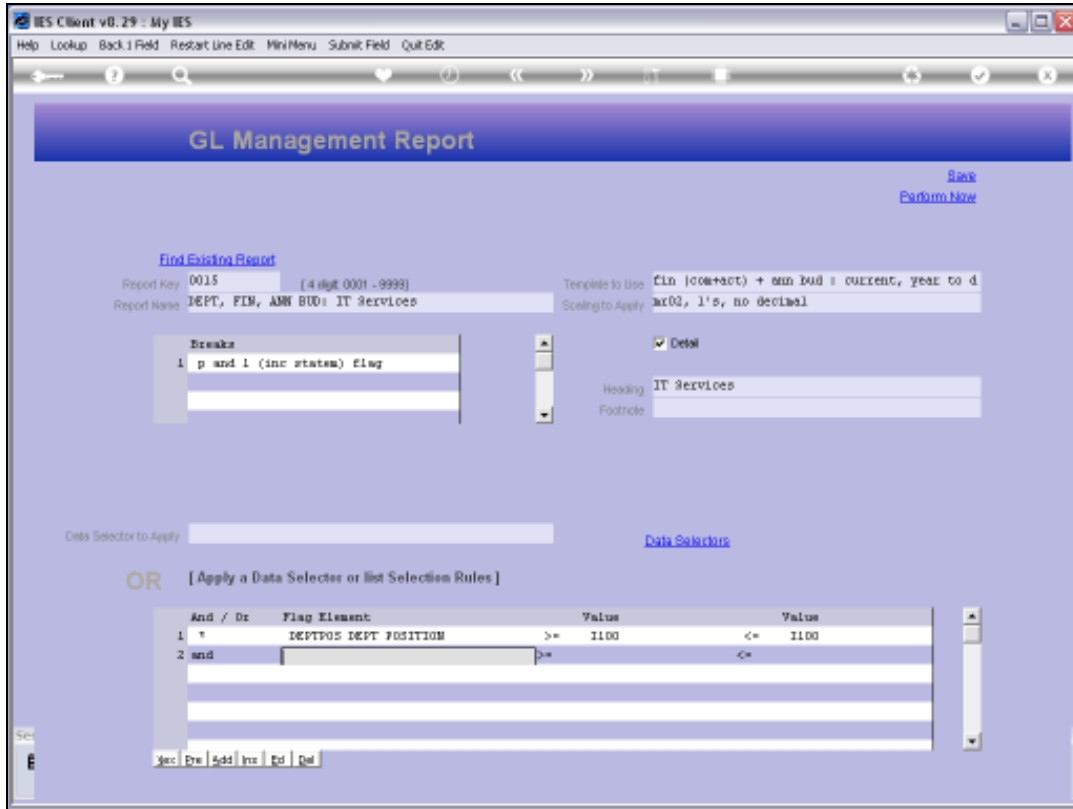 IES Client v8.29 : My IES
Help Lookup Back 1 Field Restart Line Edit MiniMenu Submit Field Quit Edit
GL Management Report
Save
Perform Now
Find Existing Report
Report Key 0015 [ 4 digit 0001 - 9999] Template to Use fin (com+act) + ann bud : current, year to d
Report Name DEPT, FIN, ANN BUD: IT Services Scaling to Apply mr02, 1's, no decimal
Breaks Detail
1 p and l (inc statem) flag
Heading IT Services
Footnote
Data Selector to Apply Data Selectors
OR [ Apply a Data Selector or list Selection Rules ]
And / Or Flag Element Value Value
1 * DEPTPOS DEPT POSITION >= I100 <= I100
2 and >= <=
Nex Pre Add Ins Ed Del